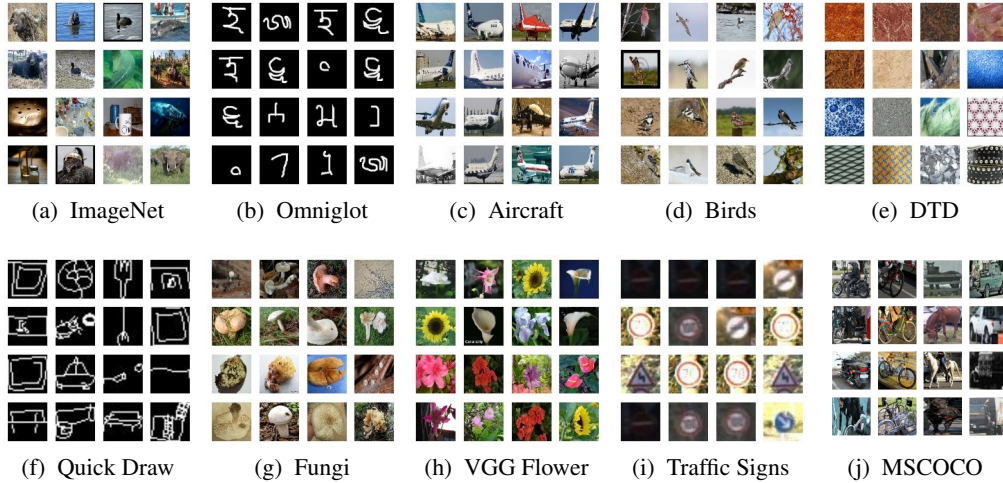 (a) ImageNet
(b) Omniglot
(c) Aircraft
(d) Birds
(e) DTD
(f) Quick Draw
(g) Fungi
(h) VGG Flower
(i) Traffic Signs
(j) MSCOCO